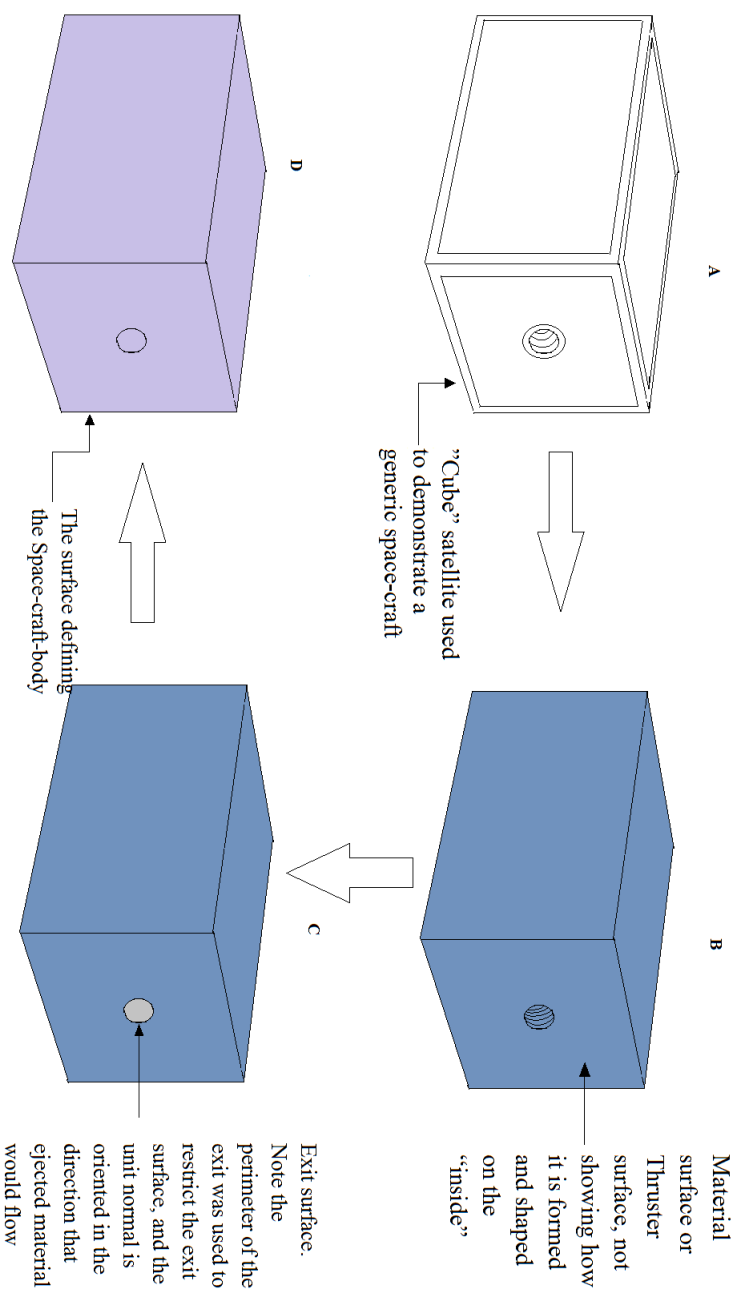 A
”Cube” satellite used
to demonstrate a
generic space-craft
B
Material
surface or
Thruster
surface, not
showing how
it is formed
and shaped
on the
“inside”
C
Exit surface.
Note the
perimeter of the
exit was used to
restrict the exit
surface, and the
unit normal is
oriented in the
direction that
ejected material
would flow
D
The surface defining
the Space-craft-body